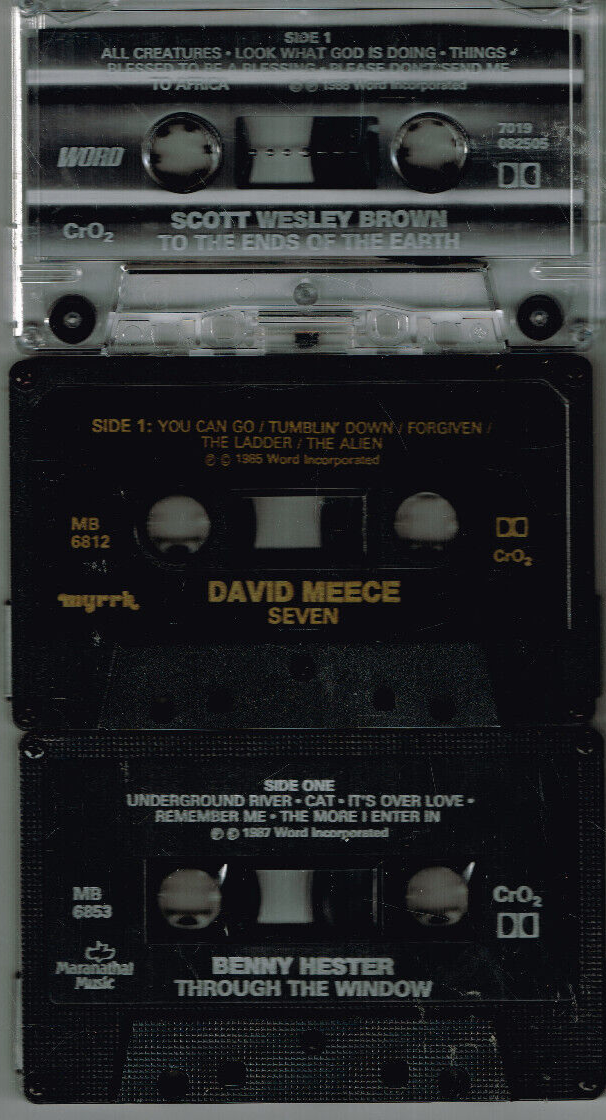 SIDE 1
ALL CREATURES • LOOK WHAT GOD IS DOING • THINGS •
BLESSED TO BE A BLESSING • PLEASE DON'T SEND ME
TO AFRICA ℗ © 1988 Word Incorporated
WORD
7019
082505
CrO2
SCOTT WESLEY BROWN
TO THE ENDS OF THE EARTH
SIDE 1: YOU CAN GO / TUMBLIN' DOWN / FORGIVEN /
THE LADDER / THE ALIEN
℗ © 1985 Word Incorporated
MB
6812
CrO2
myrrh
DAVID MEECE
SEVEN
SIDE ONE
UNDERGROUND RIVER • CAT • IT'S OVER LOVE •
REMEMBER ME • THE MORE I ENTER IN
℗ © 1987 Word Incorporated
MB
6853
CrO2
Maranatha!
Music
BENNY HESTER
THROUGH THE WINDOW